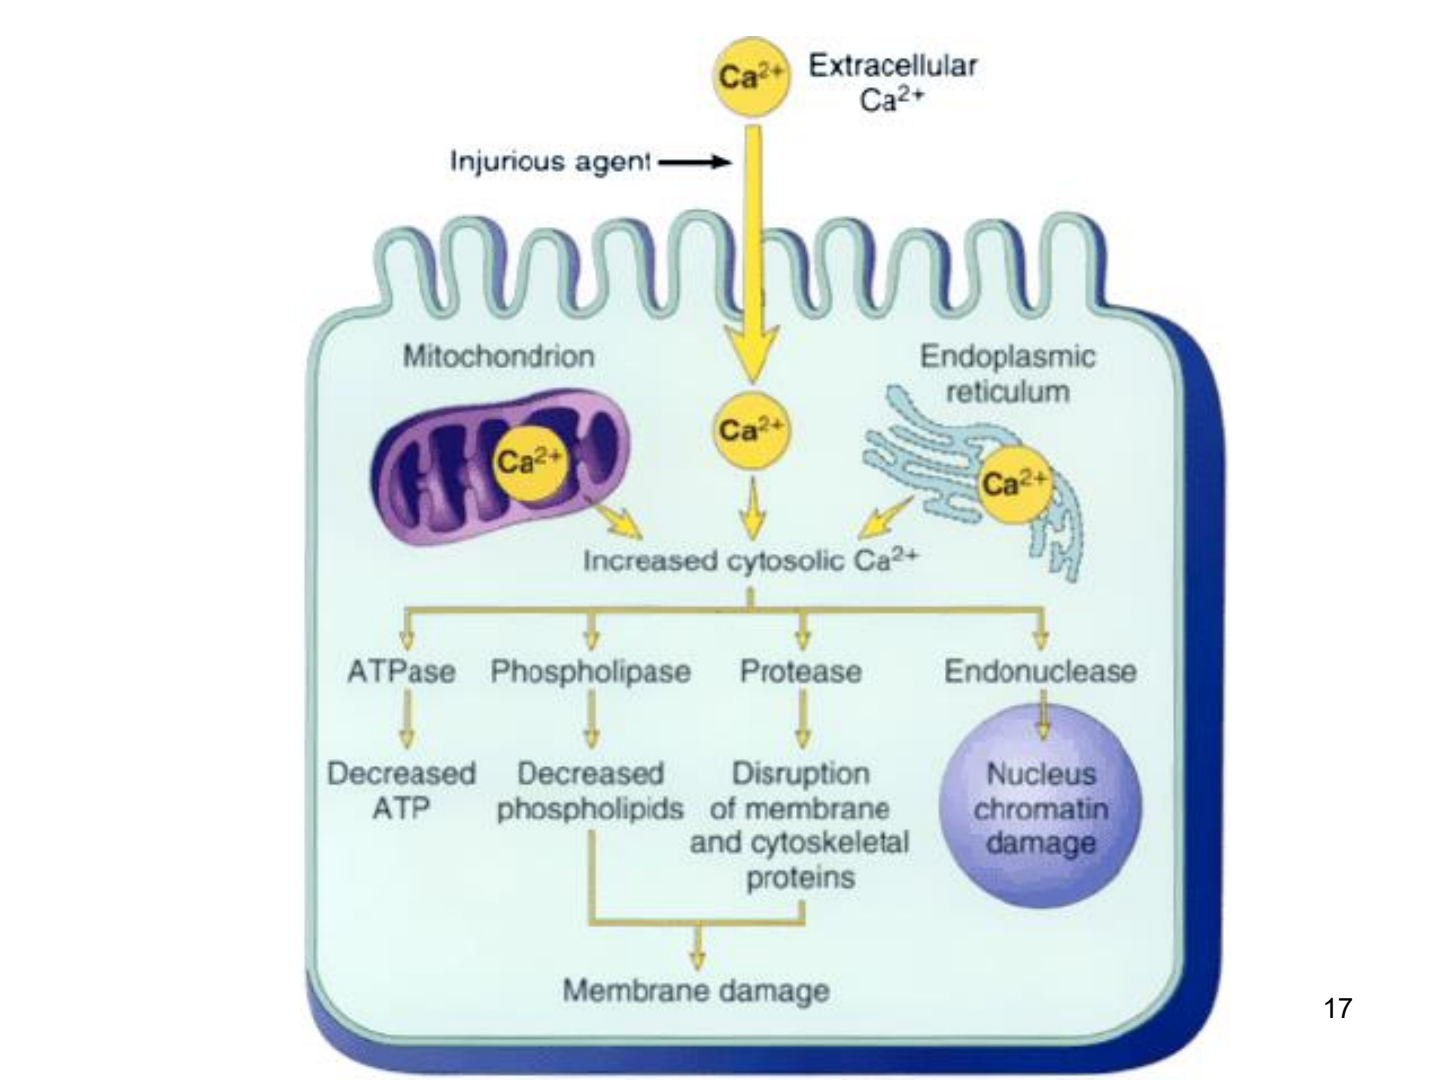 Ca²⁺
Extracellular
Ca²⁺
Injurious agent
Mitochondrion
Endoplasmic
reticulum
Ca²⁺
Ca²⁺
Ca²⁺
Increased cytosolic Ca²⁺
ATPase
Phospholipase
Protease
Endonuclease
Decreased
ATP
Decreased
phospholipids
Disruption
of membrane
and cytoskeletal
proteins
Nucleus
chromatin
damage
Membrane damage
17